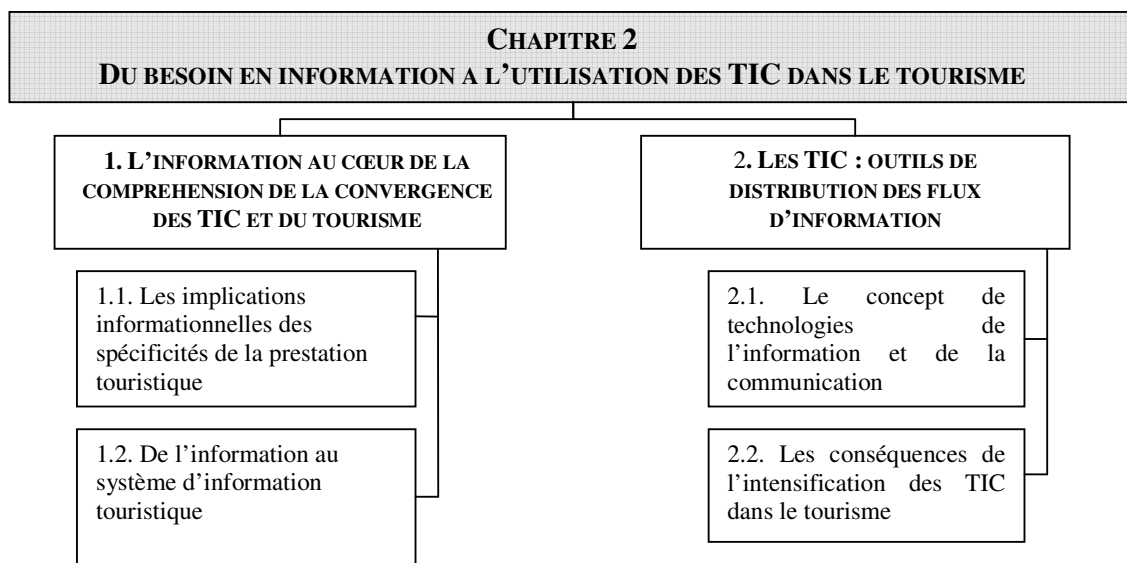 CHAPITRE 2
DU BESOIN EN INFORMATION A L’UTILISATION DES TIC DANS LE TOURISME
1. L’INFORMATION AU CŒUR DE LA
COMPREHENSION DE LA CONVERGENCE
DES TIC ET DU TOURISME
1.1. Les implications
informationnelles des
spécificités de la prestation
touristique
1.2. De l’information au
système d’information
touristique
2. LES TIC : OUTILS DE
DISTRIBUTION DES FLUX
D’INFORMATION
2.1. Le concept de
technologies de
l’information et de la
communication
2.2. Les conséquences de
l’intensification des TIC
dans le tourisme